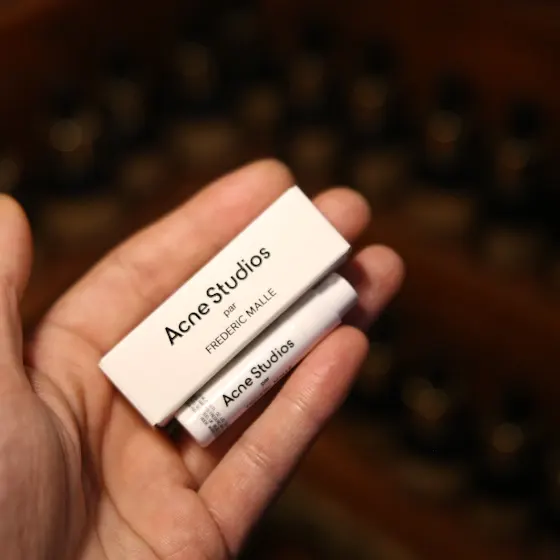 Acne Studios
par
FREDERIC MALLE
Acne Studios
par